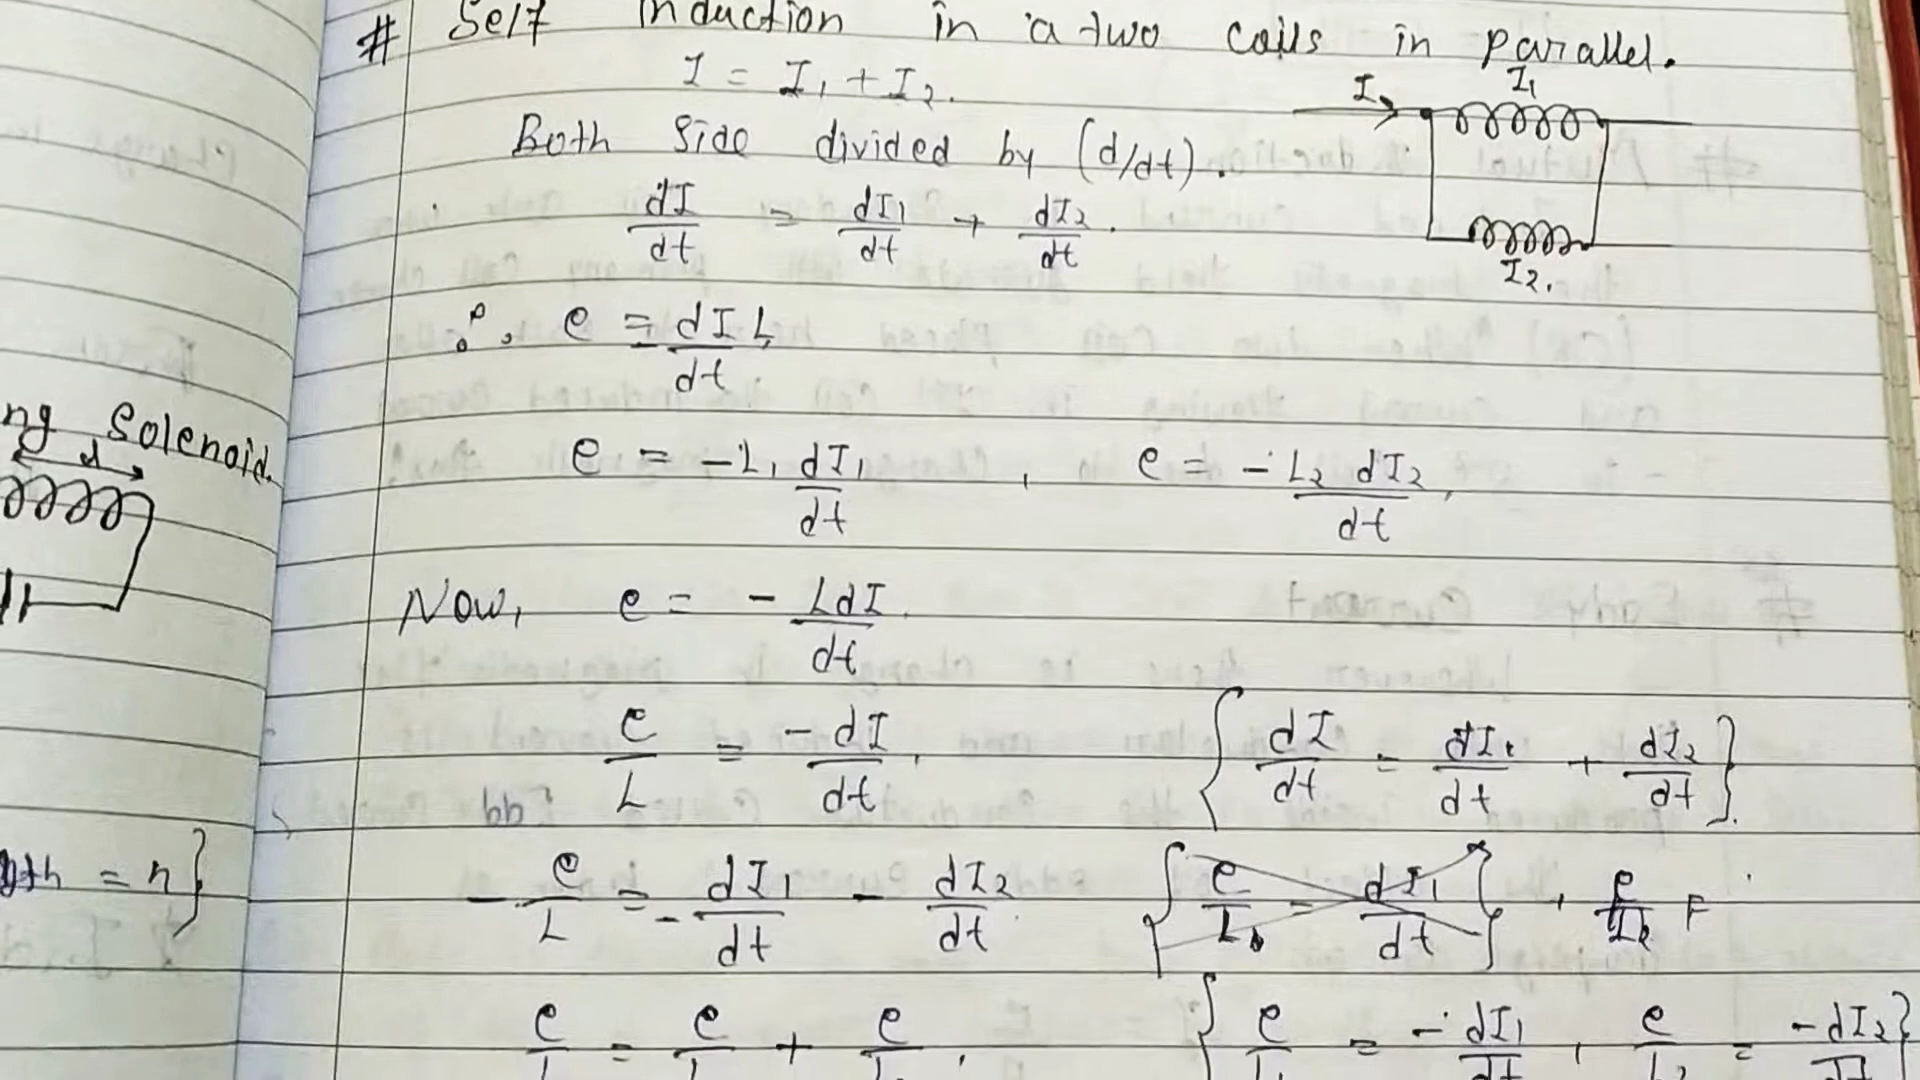 # Self induction in a two coils in parallel.
I = I₁ + I₂.
I I₁
Both Side divided by (d/dt).
dI/dt = dI₁/dt + dI₂/dt.
I₂.
∴ e = dI L/dt
ng Solenoid.
d
e = -L₁ dI₁/dt , e = -L₂ dI₂/dt,
Now, e = - LdI/dt
e/L = -dI/dt, {dI/dt = dI₁/dt + dI₂/dt}.
gth = n}
- e/L = - dI₁/dt - dI₂/dt
e/L = e/L + e/L . {e/L₁ = -dI₁/dt , e/L₂ = -dI₂/dt}